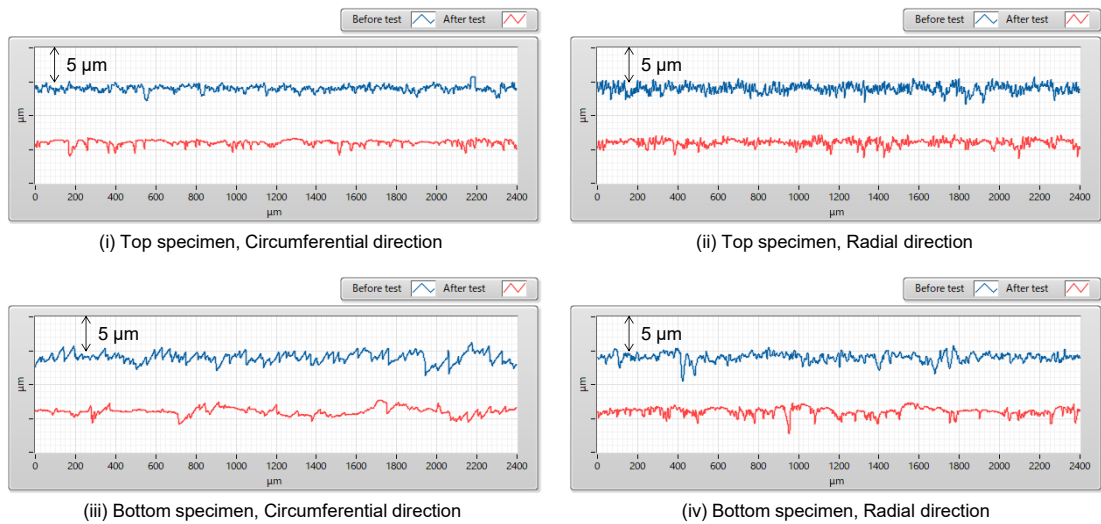 Before test After test
Before test After test
5 µm
5 µm
µm
µm
0 200 400 600 800 1000 1200 1400 1600 1800 2000 2200 2400
0 200 400 600 800 1000 1200 1400 1600 1800 2000 2200 2400
µm
µm
(i) Top specimen, Circumferential direction
(ii) Top specimen, Radial direction
Before test After test
Before test After test
5 µm
5 µm
µm
µm
0 200 400 600 800 1000 1200 1400 1600 1800 2000 2200 2400
0 200 400 600 800 1000 1200 1400 1600 1800 2000 2200 2400
µm
µm
(iii) Bottom specimen, Circumferential direction
(iv) Bottom specimen, Radial direction